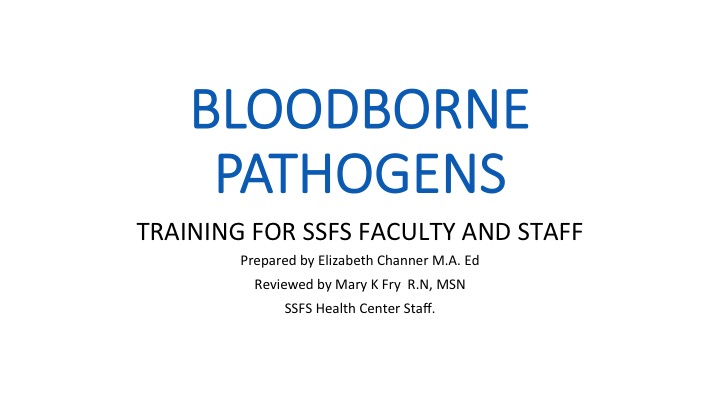 BLOODBORNE
PATHOGENS
TRAINING FOR SSFS FACULTY AND STAFF
Prepared by Elizabeth Channer M.A. Ed
Reviewed by Mary K Fry  R.N, MSN
SSFS Health Center Staff.